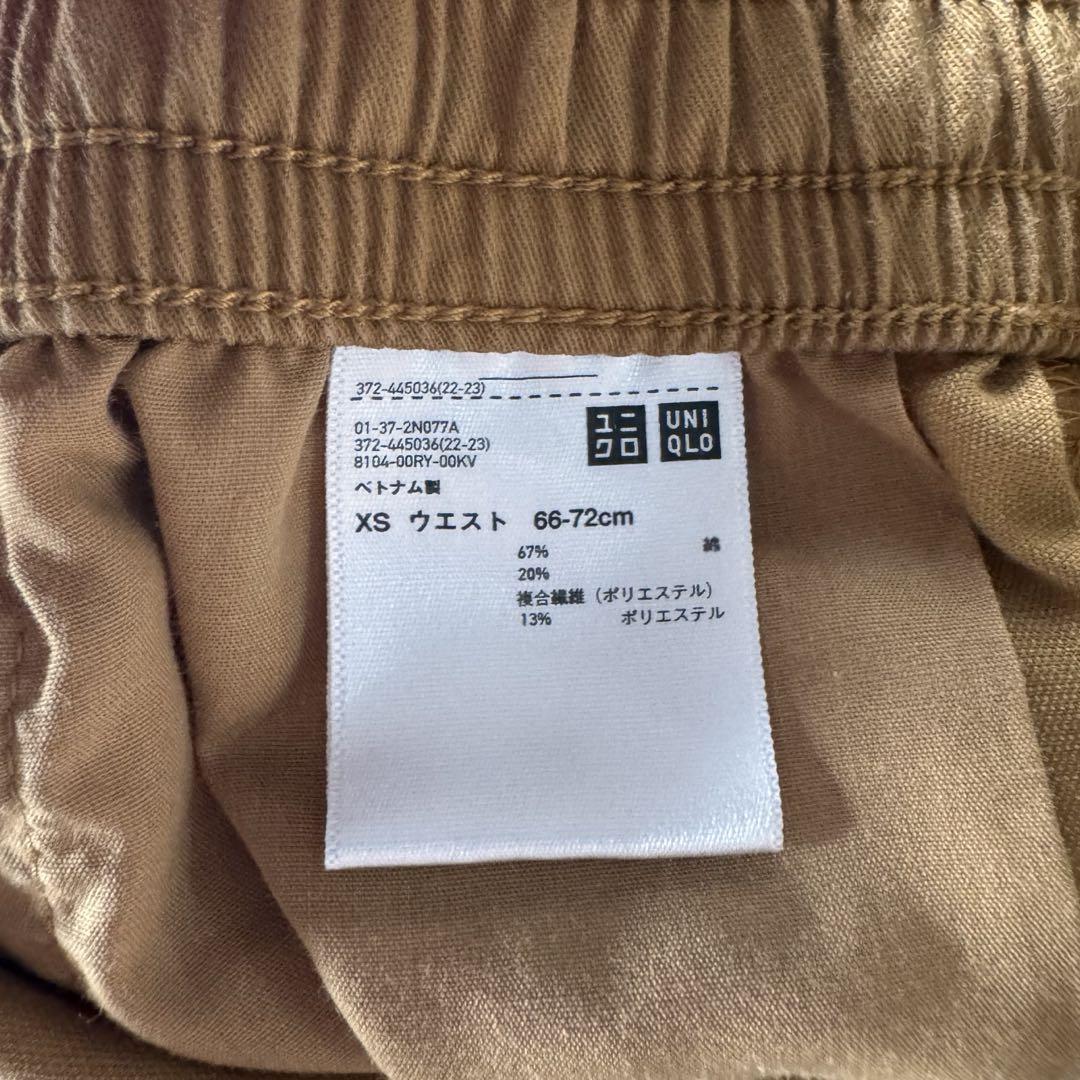 372-445036(22-23)
01-37-2N077A
372-445036(22-23)
8104-00RY-00KV
ユニクロ
UNIQLO
ベトナム製
XS ウエスト 66-72cm
67% 綿
20%
複合繊維（ポリエステル）
13% ポリエステル